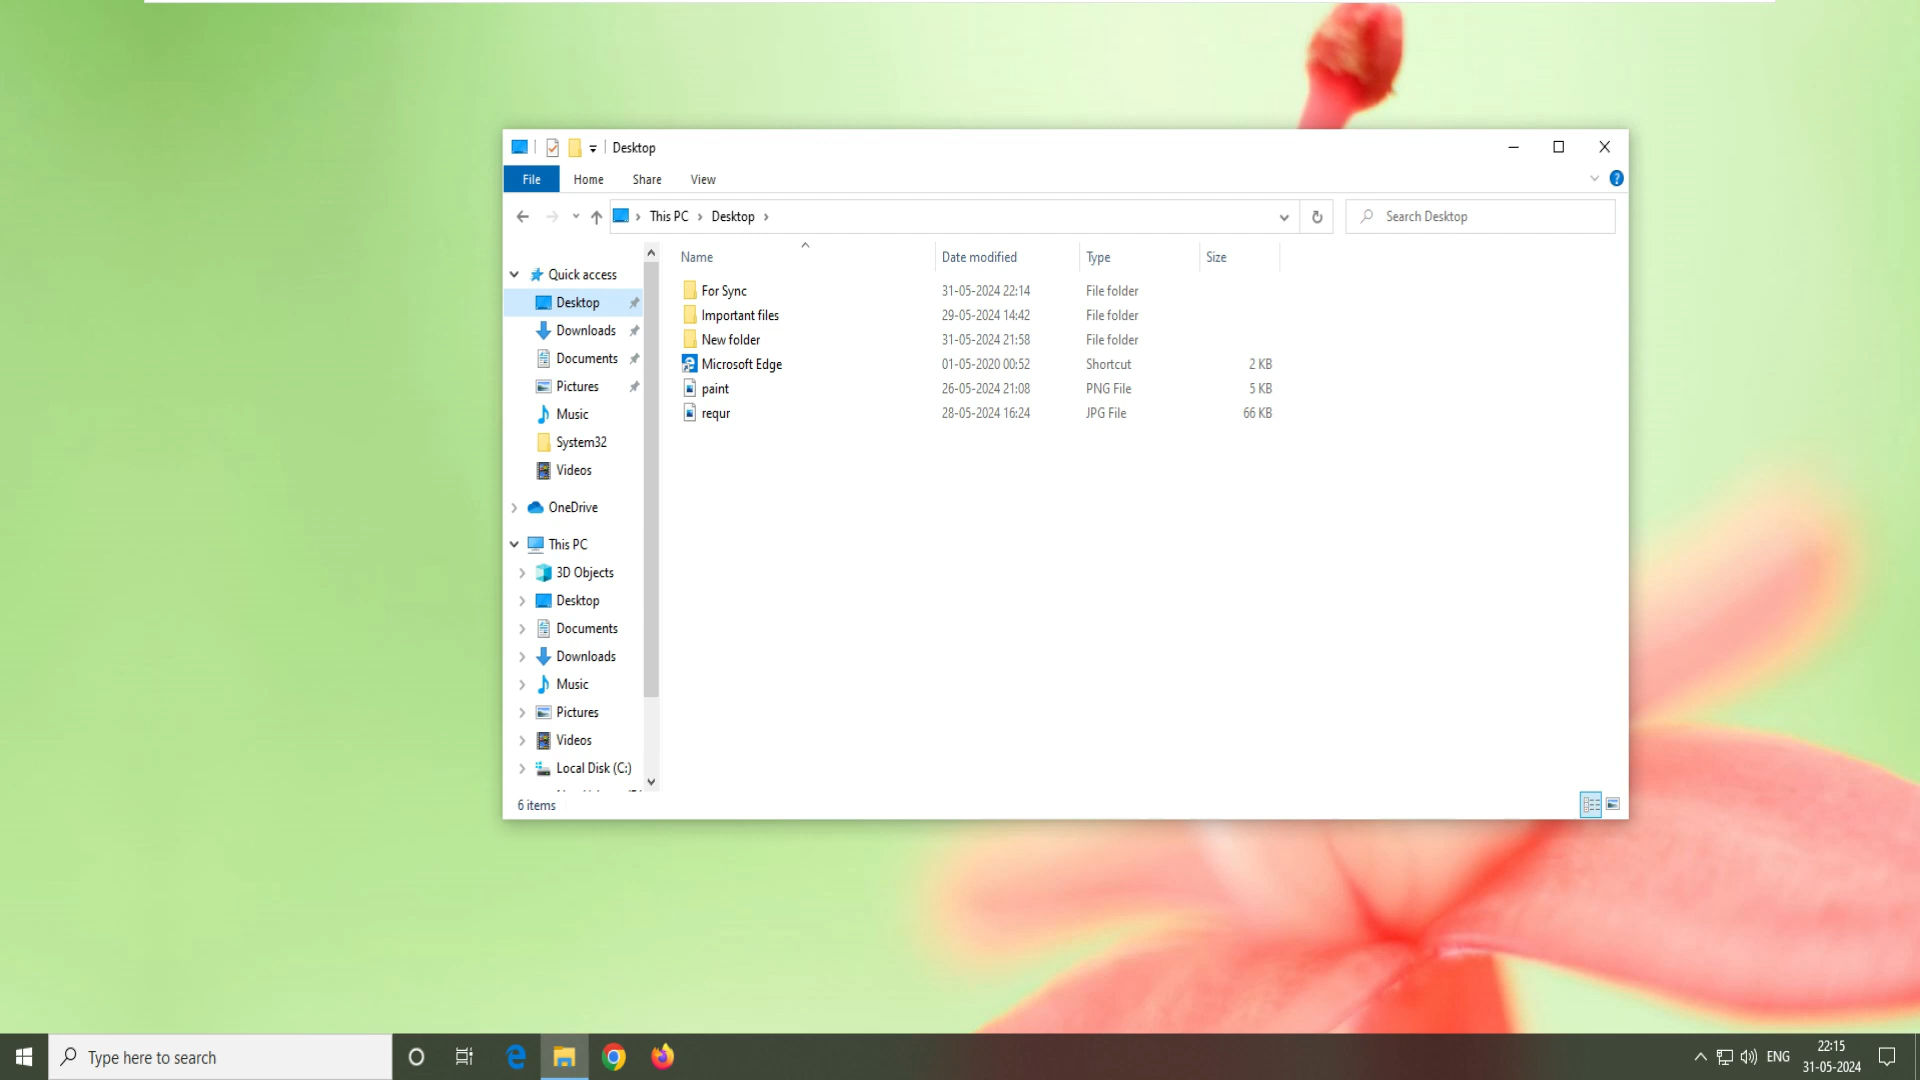 Desktop
File Home Share View
This PC Desktop
Search Desktop
Name Date modified Type Size
Quick access
Desktop
Downloads
Documents
Pictures
Music
System32
Videos
OneDrive
This PC
3D Objects
Desktop
Documents
Downloads
Music
Pictures
Videos
Local Disk (C:)
For Sync 31-05-2024 22:14 File folder
Important files 29-05-2024 14:42 File folder
New folder 31-05-2024 21:58 File folder
Microsoft Edge 01-05-2020 00:52 Shortcut 2 KB
paint 26-05-2024 21:08 PNG File 5 KB
requr 28-05-2024 16:24 JPG File 66 KB
6 items
Type here to search
ENG
22:15
31-05-2024